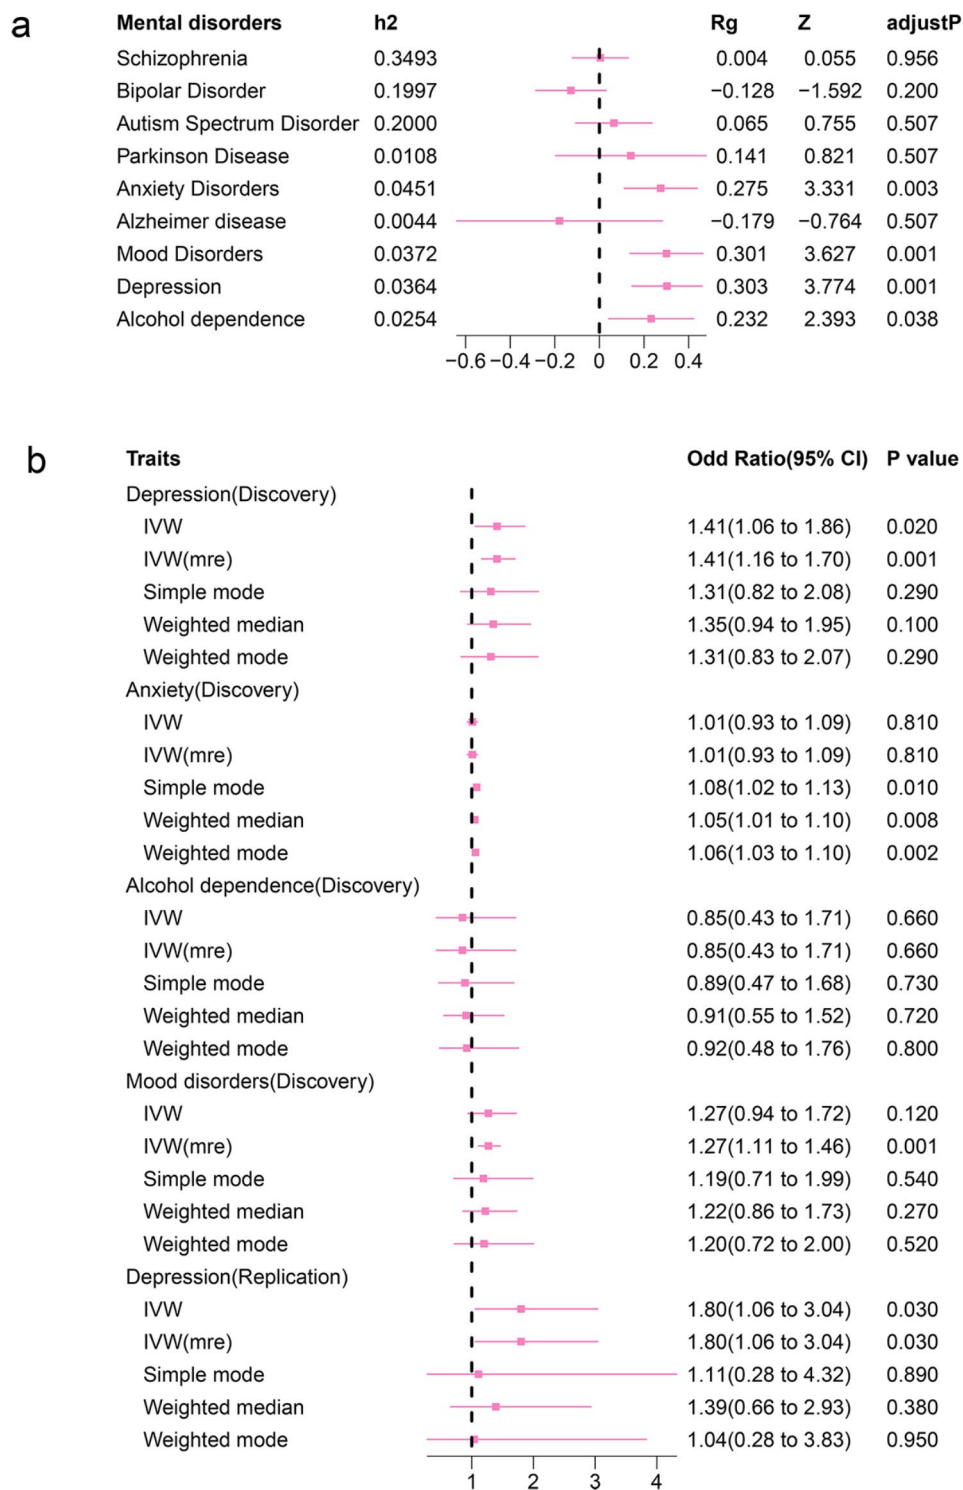 a
Mental disorders h2 Rg Z adjustP
Schizophrenia 0.3493 0.004 0.055 0.956
Bipolar Disorder 0.1997 −0.128 −1.592 0.200
Autism Spectrum Disorder 0.2000 0.065 0.755 0.507
Parkinson Disease 0.0108 0.141 0.821 0.507
Anxiety Disorders 0.0451 0.275 3.331 0.003
Alzheimer disease 0.0044 −0.179 −0.764 0.507
Mood Disorders 0.0372 0.301 3.627 0.001
Depression 0.0364 0.303 3.774 0.001
Alcohol dependence 0.0254 0.232 2.393 0.038
−0.6 −0.4 −0.2 0 0.2 0.4
b
Traits Odd Ratio(95% CI) P value
Depression(Discovery)
IVW 1.41(1.06 to 1.86) 0.020
IVW(mre) 1.41(1.16 to 1.70) 0.001
Simple mode 1.31(0.82 to 2.08) 0.290
Weighted median 1.35(0.94 to 1.95) 0.100
Weighted mode 1.31(0.83 to 2.07) 0.290
Anxiety(Discovery)
IVW 1.01(0.93 to 1.09) 0.810
IVW(mre) 1.01(0.93 to 1.09) 0.810
Simple mode 1.08(1.02 to 1.13) 0.010
Weighted median 1.05(1.01 to 1.10) 0.008
Weighted mode 1.06(1.03 to 1.10) 0.002
Alcohol dependence(Discovery)
IVW 0.85(0.43 to 1.71) 0.660
IVW(mre) 0.85(0.43 to 1.71) 0.660
Simple mode 0.89(0.47 to 1.68) 0.730
Weighted median 0.91(0.55 to 1.52) 0.720
Weighted mode 0.92(0.48 to 1.76) 0.800
Mood disorders(Discovery)
IVW 1.27(0.94 to 1.72) 0.120
IVW(mre) 1.27(1.11 to 1.46) 0.001
Simple mode 1.19(0.71 to 1.99) 0.540
Weighted median 1.22(0.86 to 1.73) 0.270
Weighted mode 1.20(0.72 to 2.00) 0.520
Depression(Replication)
IVW 1.80(1.06 to 3.04) 0.030
IVW(mre) 1.80(1.06 to 3.04) 0.030
Simple mode 1.11(0.28 to 4.32) 0.890
Weighted median 1.39(0.66 to 2.93) 0.380
Weighted mode 1.04(0.28 to 3.83) 0.950
1 2 3 4